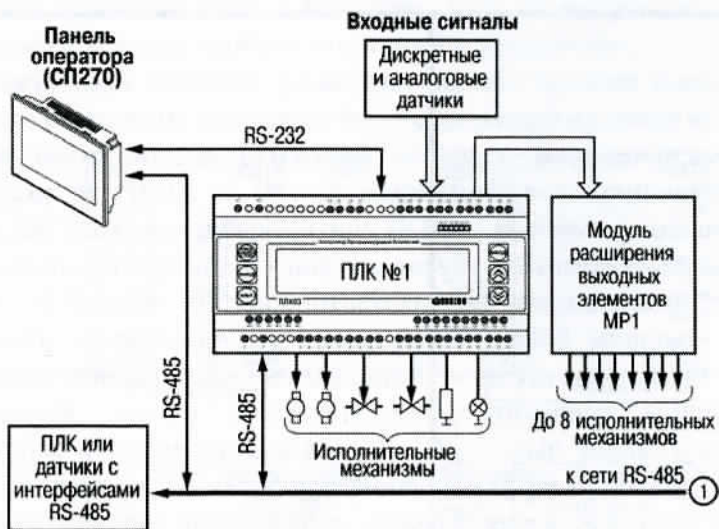 Входные сигналы
Панель
оператора
(СП270)
Дискретные
и аналоговые
датчики
RS-232
ПЛК №1
Модуль
расширения
выходных
элементов
МР1
RS-485
RS-485
До 8 исполнительных
механизмов
Исполнительные
механизмы
ПЛК или
датчики с
интерфейсами
RS-485
к сети RS-485
1